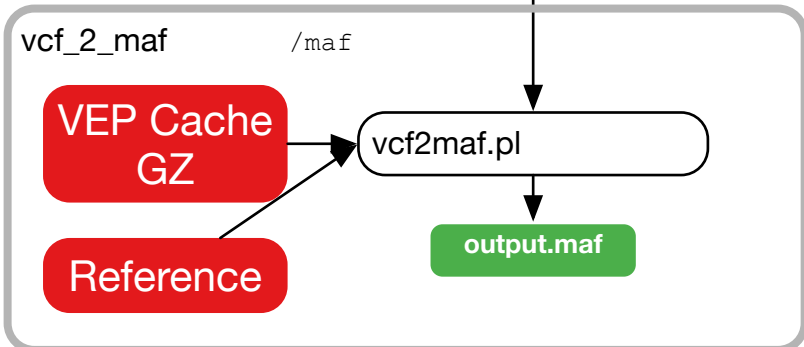 vcf_2_maf /maf
VEP Cache
GZ
vcf2maf.pl
output.maf
Reference